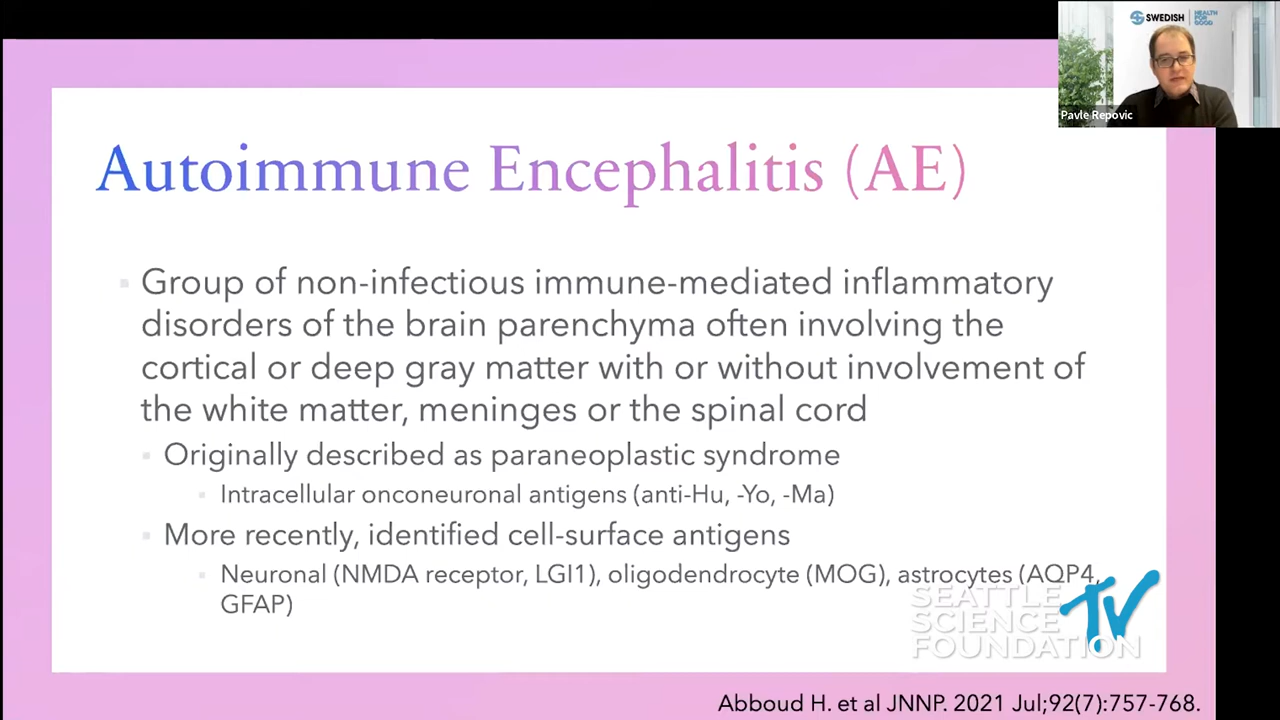 SWEDISH
HEALTH
FOR
GOOD
Pavle Repovic
Autoimmune Encephalitis (AE)
Group of non-infectious immune-mediated inflammatory
disorders of the brain parenchyma often involving the
cortical or deep gray matter with or without involvement of
the white matter, meninges or the spinal cord
Originally described as paraneoplastic syndrome
Intracellular onconeuronal antigens (anti-Hu, -Yo, -Ma)
More recently, identified cell-surface antigens
Neuronal (NMDA receptor, LGI1), oligodendrocyte (MOG), astrocytes (AQP4,
GFAP)
SEATTLE
SCIENCE
FOUNDATION
TV
Abboud H. et al JNNP. 2021 Jul;92(7):757-768.